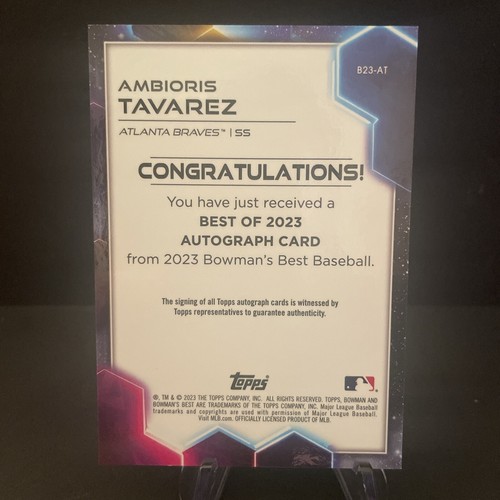 B23-AT
AMBIORIS
TAVAREZ
ATLANTA BRAVES™ | SS
CONGRATULATIONS!
You have just received a
BEST OF 2023
AUTOGRAPH CARD
from 2023 Bowman's Best Baseball.
The signing of all Topps autograph cards is witnessed by
Topps representatives to guarantee authenticity.
Topps
®, TM & © 2023 THE TOPPS COMPANY, INC. ALL RIGHTS RESERVED. TOPPS, BOWMAN AND
BOWMAN'S BEST ARE TRADEMARKS OF THE TOPPS COMPANY, INC. Major League Baseball
trademarks and copyrights are used with permission of Major League Baseball.
Visit MLB.com. OFFICIALLY LICENSED PRODUCT OF MLB.